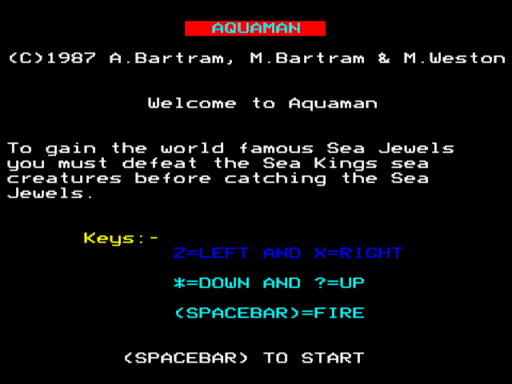 AQUAMAN
(C)1987 A.Bartram, M.Bartram & M.Weston
Welcome to Aquaman
To gain the world famous Sea Jewels
you must defeat the Sea Kings sea
creatures before catching the Sea
Jewels.
Keys:-
Z=LEFT AND X=RIGHT
*=DOWN AND ?=UP
(SPACEBAR)=FIRE
(SPACEBAR) TO START